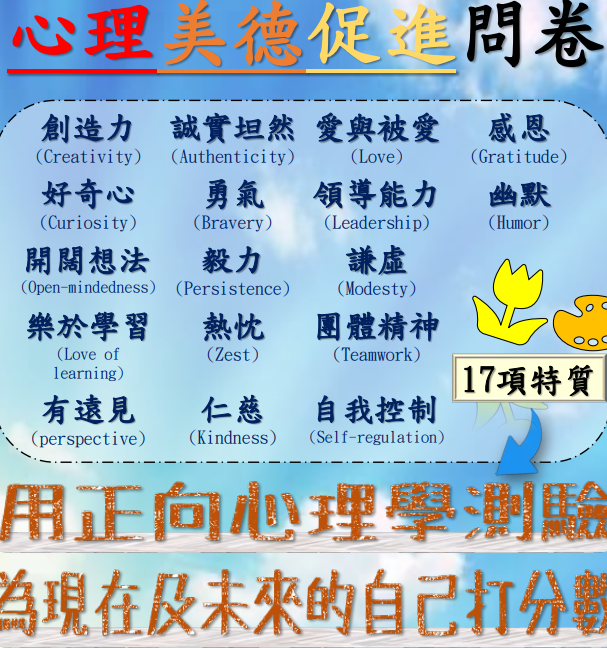 心理美德促進問卷
創造力 誠實坦然 愛與被愛 感恩
(Creativity) (Authenticity) (Love) (Gratitude)
好奇心 勇氣 領導能力 幽默
(Curiosity) (Bravery) (Leadership) (Humor)
開闊想法 毅力 謙虛
(Open-mindedness) (Persistence) (Modesty)
樂於學習 熱忱 團體精神
(Love of (Zest) (Teamwork)
learning)
17項特質
有遠見 仁慈 自我控制
(perspective) (Kindness) (Self-regulation)
用正向心理學測驗
為現在及未來的自己打分數